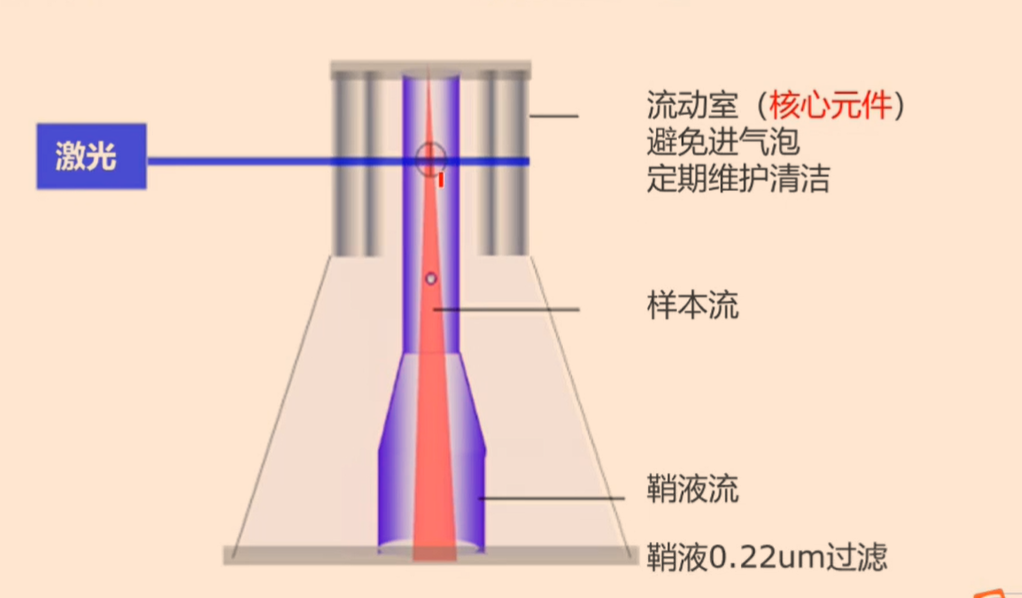 激光
流动室（核心元件）
避免进气泡
定期维护清洁
样本流
鞘液流
鞘液0.22um过滤